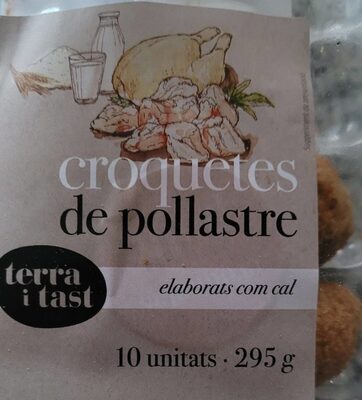 croquetes
de pollastre
terra
i tast
elaborats com cal
10 unitats · 295 g